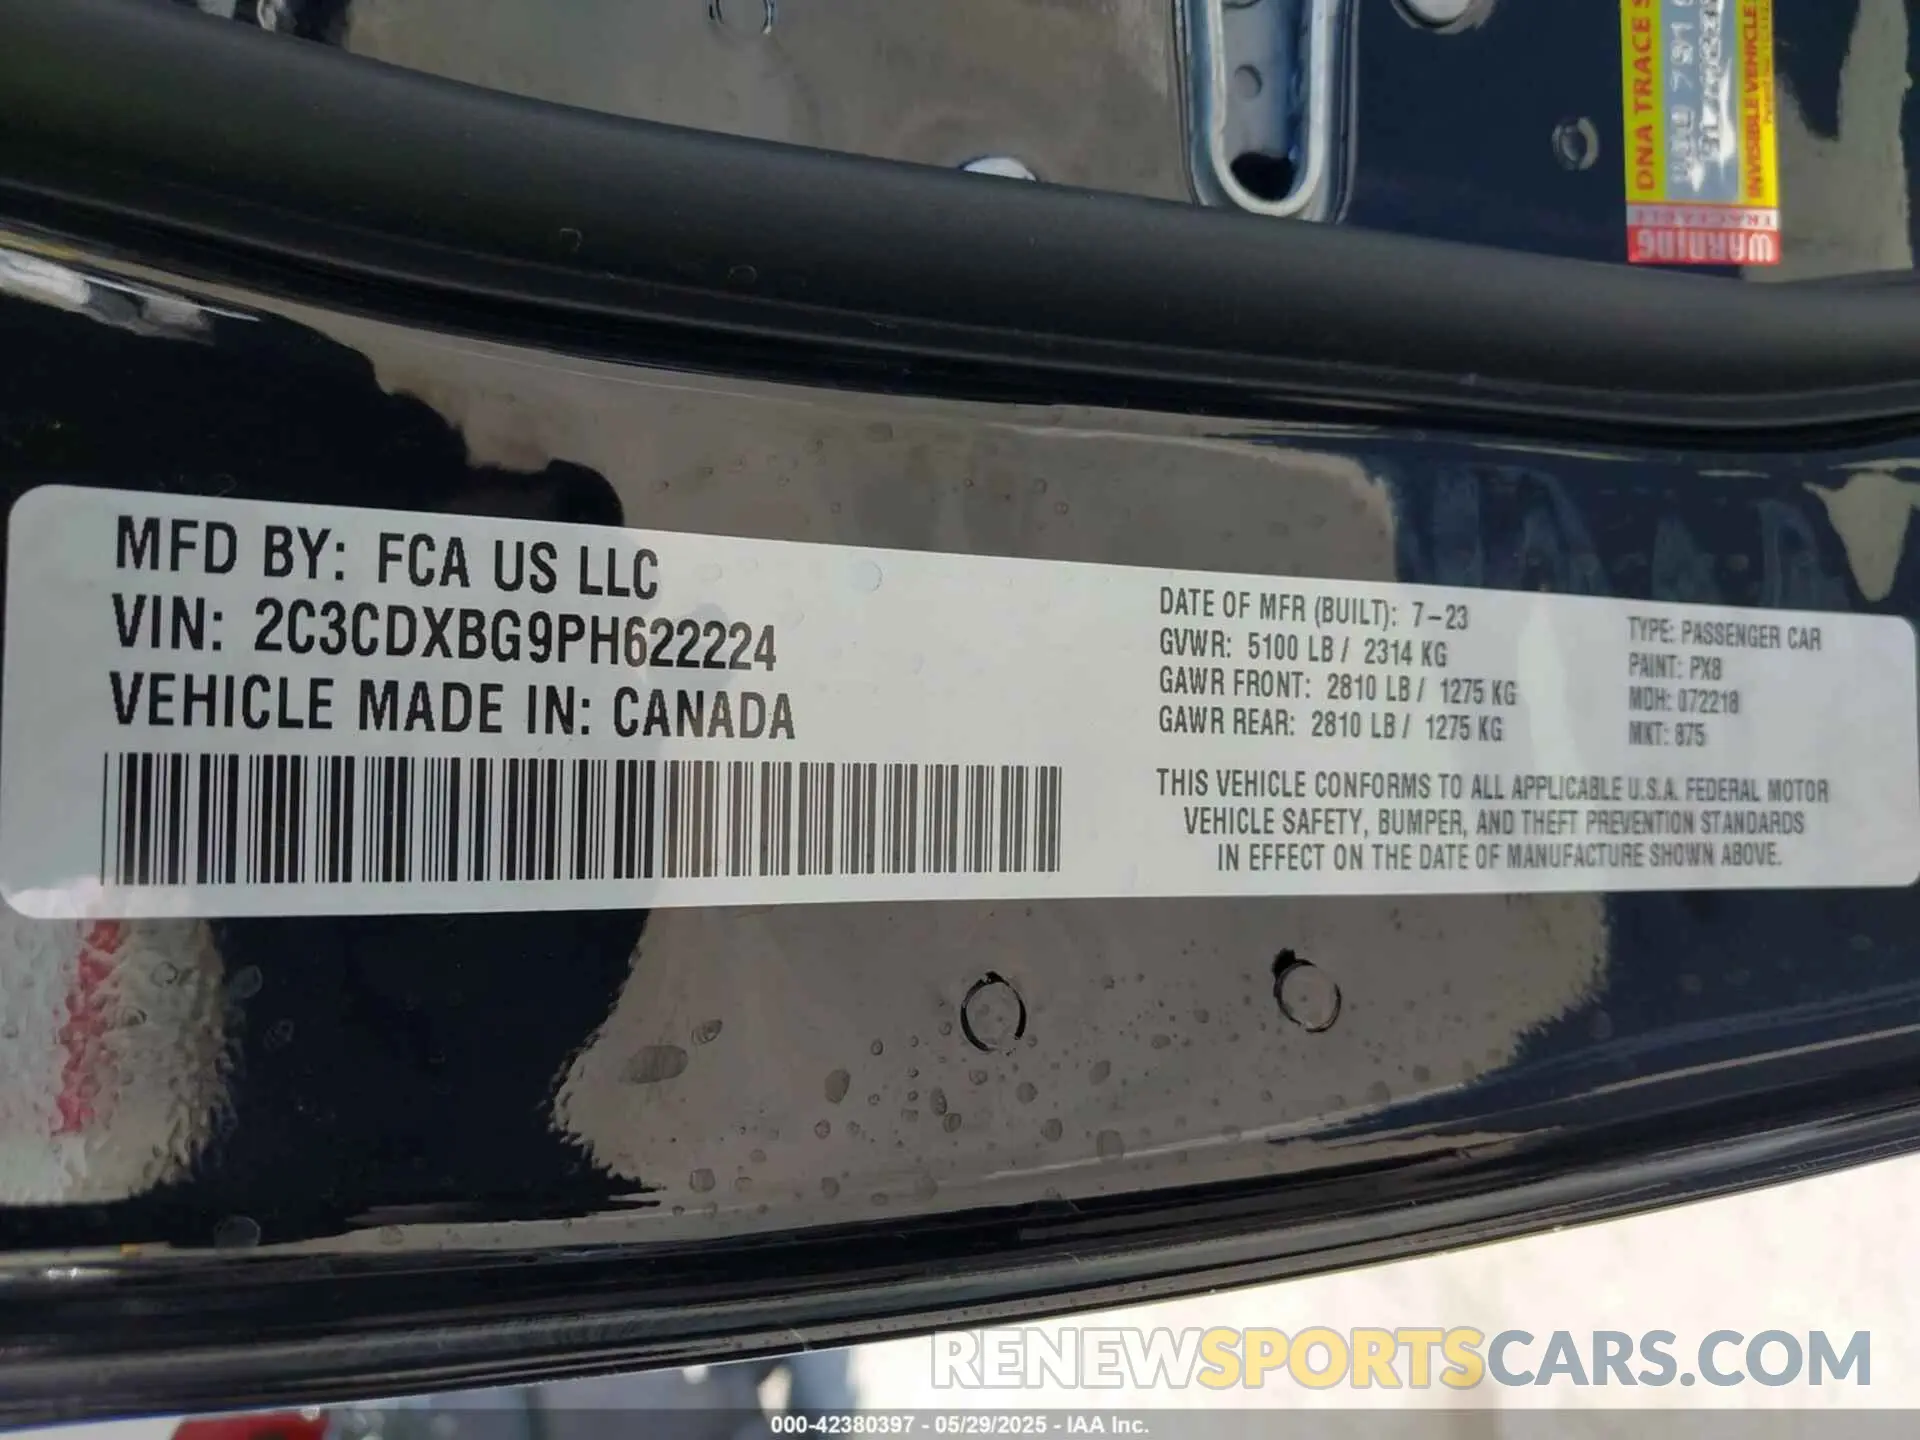 DNA TRACE
INVISIBLE VEHICLE
TRACEABLE
WARNING
MFD BY: FCA US LLC
VIN: 2C3CDXBG9PH622224
VEHICLE MADE IN: CANADA
DATE OF MFR (BUILT): 7-23
GVWR: 5100 LB / 2314 KG
GAWR FRONT: 2810 LB / 1275 KG
GAWR REAR: 2810 LB / 1275 KG
TYPE: PASSENGER CAR
PAINT: PX8
MDH: 072218
MKT: 875
THIS VEHICLE CONFORMS TO ALL APPLICABLE U.S.A. FEDERAL MOTOR
VEHICLE SAFETY, BUMPER, AND THEFT PREVENTION STANDARDS
IN EFFECT ON THE DATE OF MANUFACTURE SHOWN ABOVE.
RENEWSPORTSCARS.COM
000-42380397 - 05/29/2025 - IAA Inc.